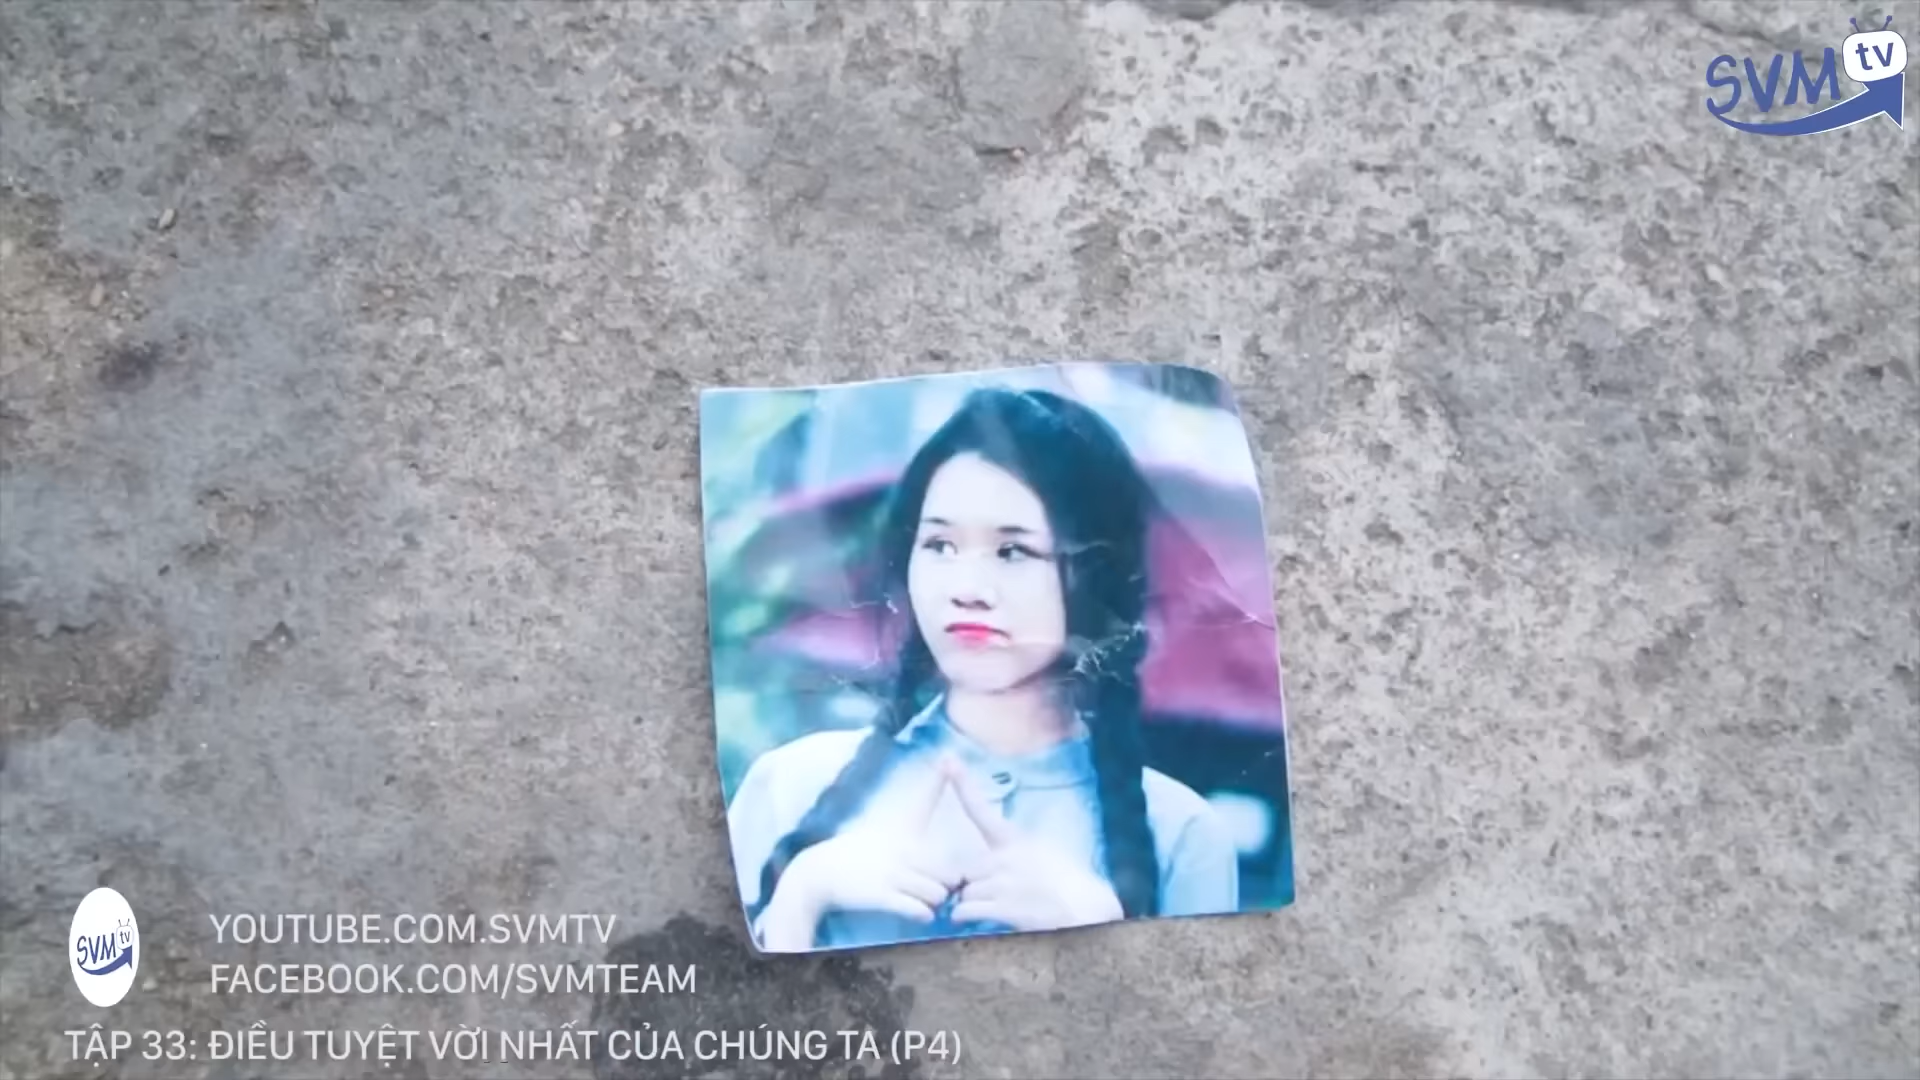 SVM tv
SVM tv
YOUTUBE.COM.SVMTV
FACEBOOK.COM/SVMTEAM
TẬP 33: ĐIỀU TUYỆT VỜI NHẤT CỦA CHÚNG TA (P4)